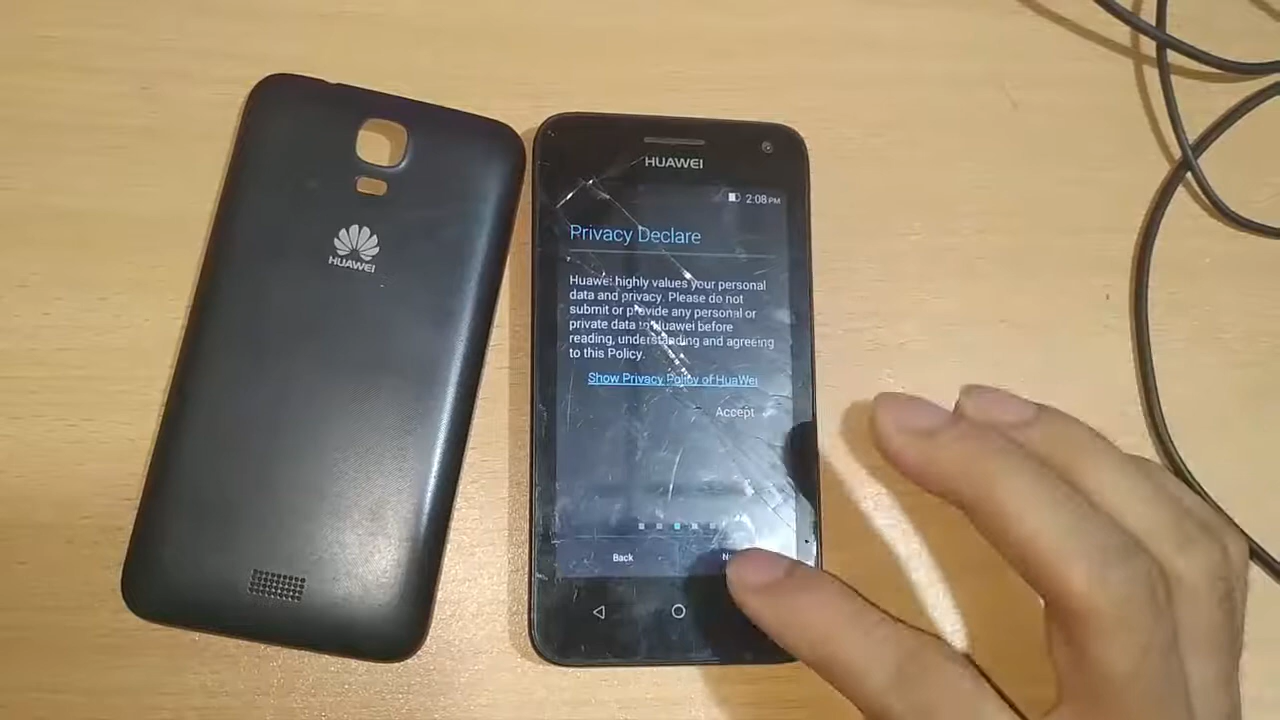 HUAWEI
HUAWEI
2:08 PM
Privacy Declare
Huawei highly values your personal
data and privacy. Please do not
submit or provide any personal or
private data to Huawei before
reading, understanding and agreeing
to this Policy.
Show Privacy Policy of HuaWei
Accept
Back